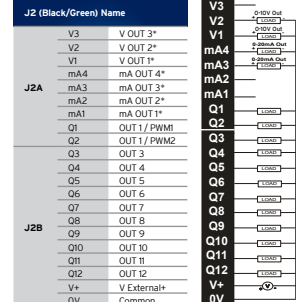 J2 (Black/Green) Name
V3 V OUT 3*
V2 V OUT 2*
V1 V OUT 1*
mA4 mA OUT 4*
J2A mA3 mA OUT 3*
mA2 mA OUT 2*
mA1 mA OUT 1*
Q1 OUT 1 / PWM1
Q2 OUT 1 / PWM2
Q3 OUT 3
Q4 OUT 4
Q5 OUT 5
Q6 OUT 6
Q7 OUT 7
J2B Q8 OUT 8
Q9 OUT 9
Q10 OUT 10
Q11 OUT 11
Q12 OUT 12
V+ V External+
0V Common
V3
0-10V Out
V2 LOAD
0-10V Out
V1 LOAD
0-20mA Out
mA4 LOAD
0-20mA Out
mA3 LOAD
mA2
mA1
Q1 LOAD
Q2 LOAD
Q3 LOAD
Q4 LOAD
Q5 LOAD
Q6 LOAD
Q7 LOAD
Q8 LOAD
Q9 LOAD
Q10 LOAD
Q11 LOAD
Q12 LOAD
V+ V
0V